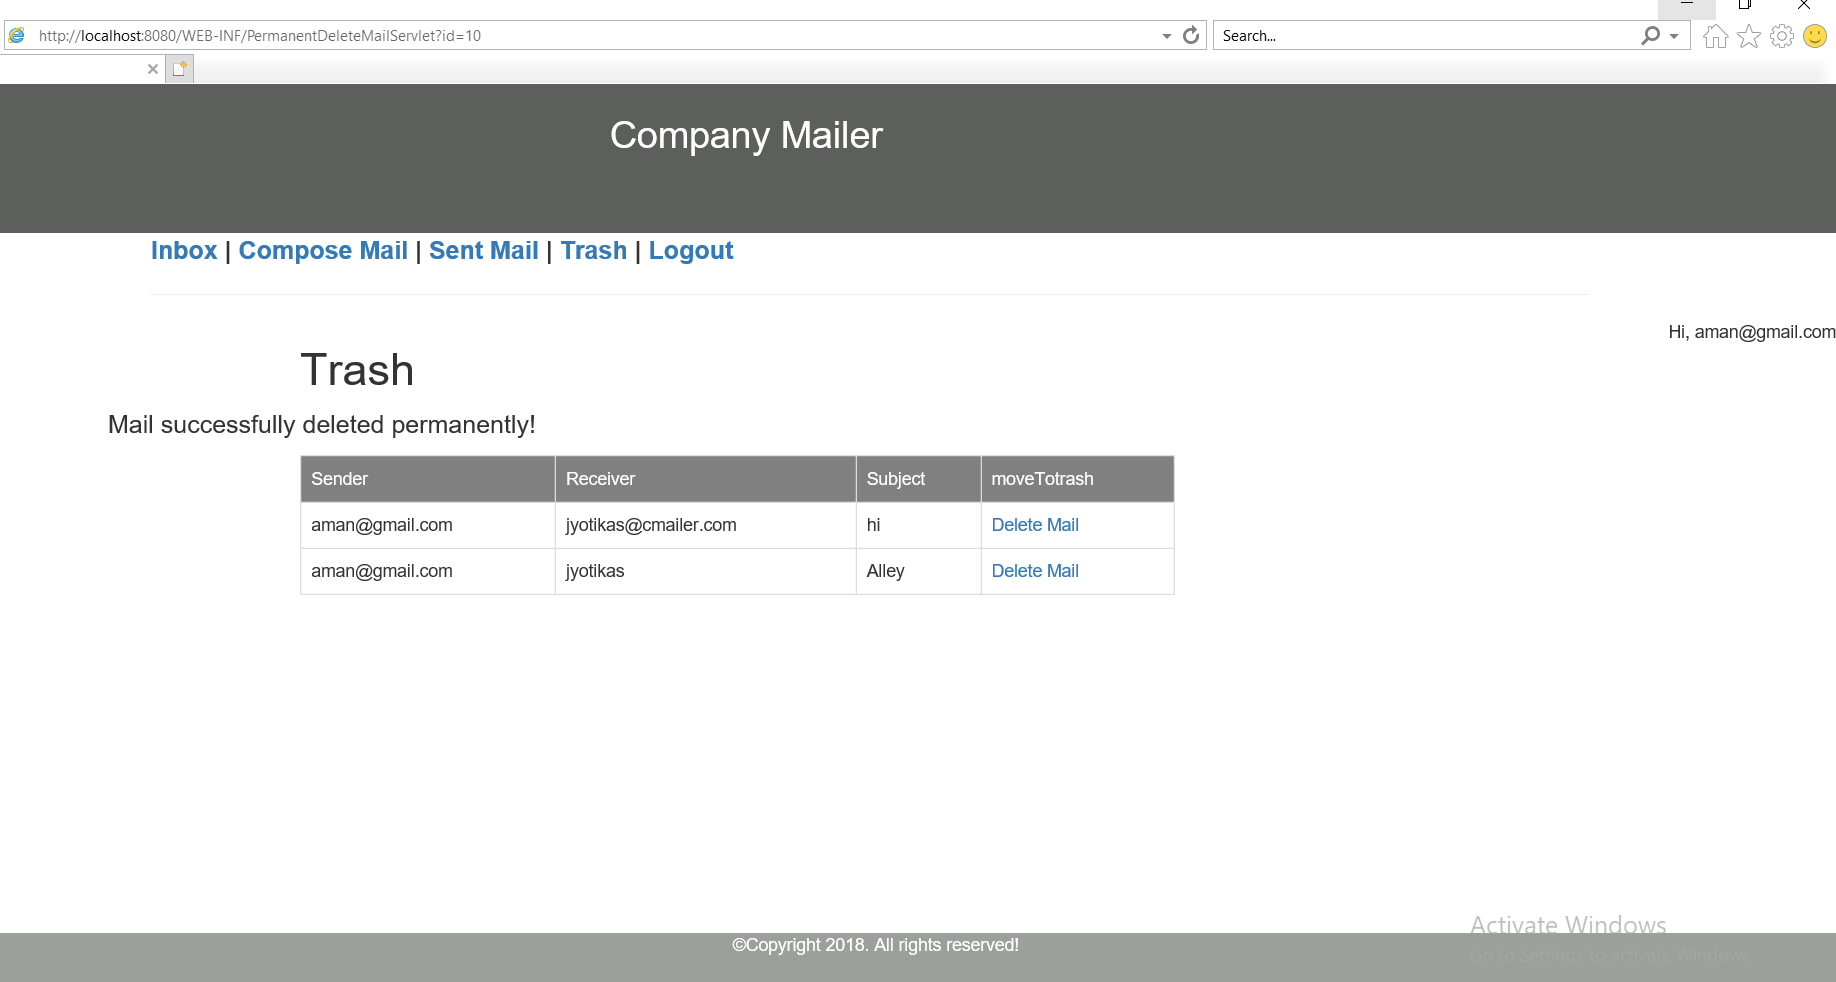 http://localhost:8080/WEB-INF/PermanentDeleteMailServlet?id=10
Search...
Company Mailer
Inbox | Compose Mail | Sent Mail | Trash | Logout
Hi, aman@gmail.com
Trash
Mail successfully deleted permanently!
Sender Receiver Subject moveTotrash
aman@gmail.com jyotikas@cmailer.com hi Delete Mail
aman@gmail.com jyotikas Alley Delete Mail
Activate Windows
©Copyright 2018. All rights reserved!
Go to Settings to activate Windows.